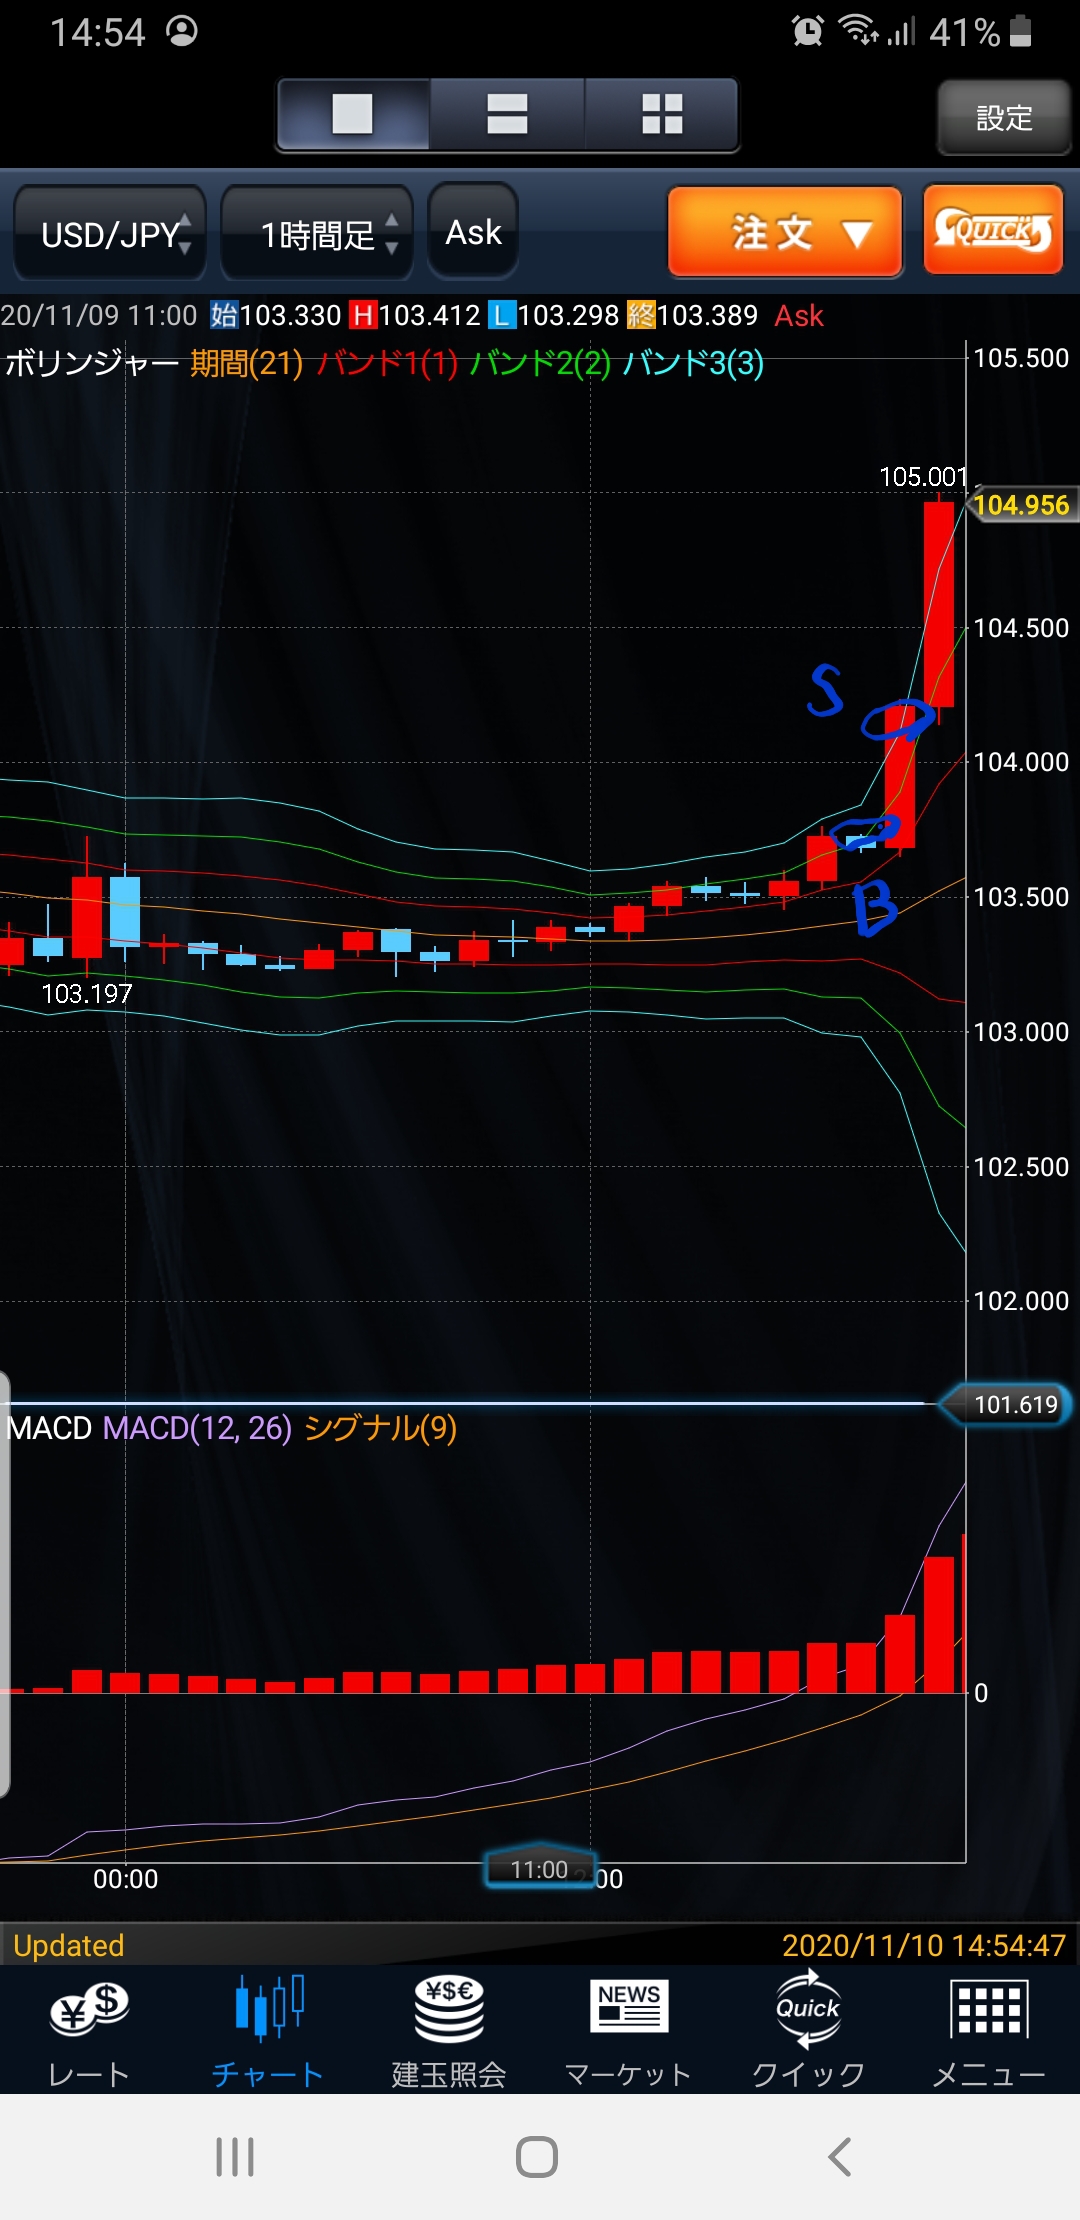 14:54 41%
設定
USD/JPY 1時間足 Ask 注文 QUICK
20/11/09 11:00 始103.330 H103.412 L103.298 終103.389 Ask
ボリンジャー 期間(21) バンド1(1) バンド2(2) バンド3(3)
105.500
105.001
104.956
104.500
S
104.000
103.500
B
103.197
103.000
102.500
102.000
101.619
MACD MACD(12, 26) シグナル(9)
0
00:00 11:00 :00
Updated 2020/11/10 14:54:47
¥$ ¥$€ NEWS Quick
レート チャート 建玉照会 マーケット クイック メニュー